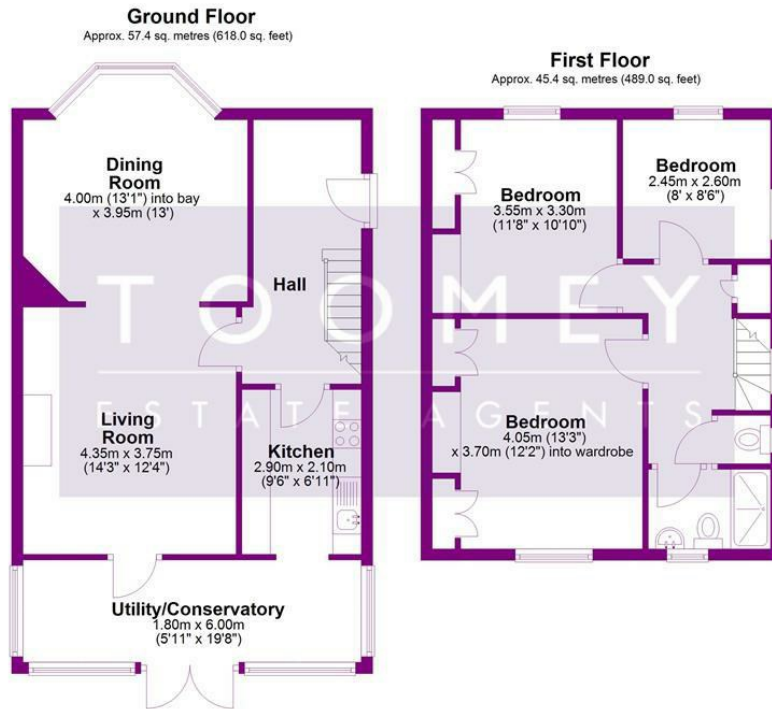 Ground Floor
Approx. 57.4 sq. metres (618.0 sq. feet)
Dining
Room
4.00m (13'1") into bay
x 3.95m (13')
Hall
Living
Room
4.35m x 3.75m
(14'3" x 12'4")
Kitchen
2.90m x 2.10m
(9'6" x 6'11")
Utility/Conservatory
1.80m x 6.00m
(5'11" x 19'8")
First Floor
Approx. 45.4 sq. metres (489.0 sq. feet)
Bedroom
3.55m x 3.30m
(11'8" x 10'10")
Bedroom
2.45m x 2.60m
(8' x 8'6")
Bedroom
4.05m (13'3")
x 3.70m (12'2") into wardrobe
TOOMEY
ESTATE AGENTS